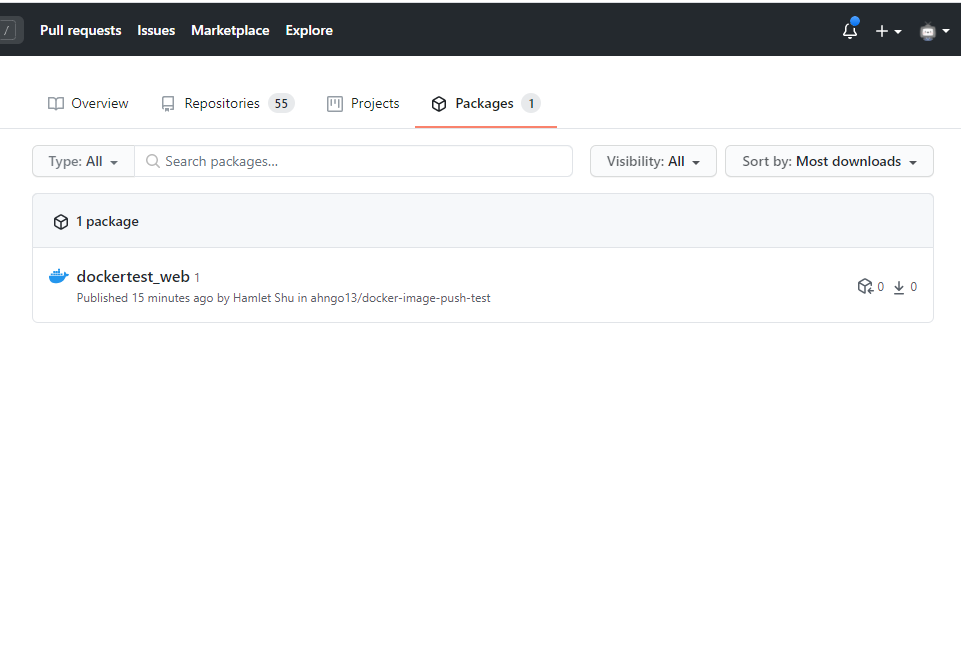 / Pull requests Issues Marketplace Explore
Overview Repositories 55 Projects Packages 1
Type: All Search packages... Visibility: All Sort by: Most downloads
1 package
dockertest_web 1
Published 15 minutes ago by Hamlet Shu in ahngo13/docker-image-push-test
0 0